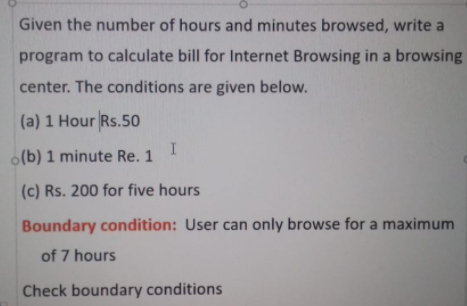 Given the number of hours and minutes browsed, write a
program to calculate bill for Internet Browsing in a browsing
center. The conditions are given below.
(a) 1 Hour Rs.50
(b) 1 minute Re. 1
(c) Rs. 200 for five hours
Boundary condition: User can only browse for a maximum
of 7 hours
Check boundary conditions